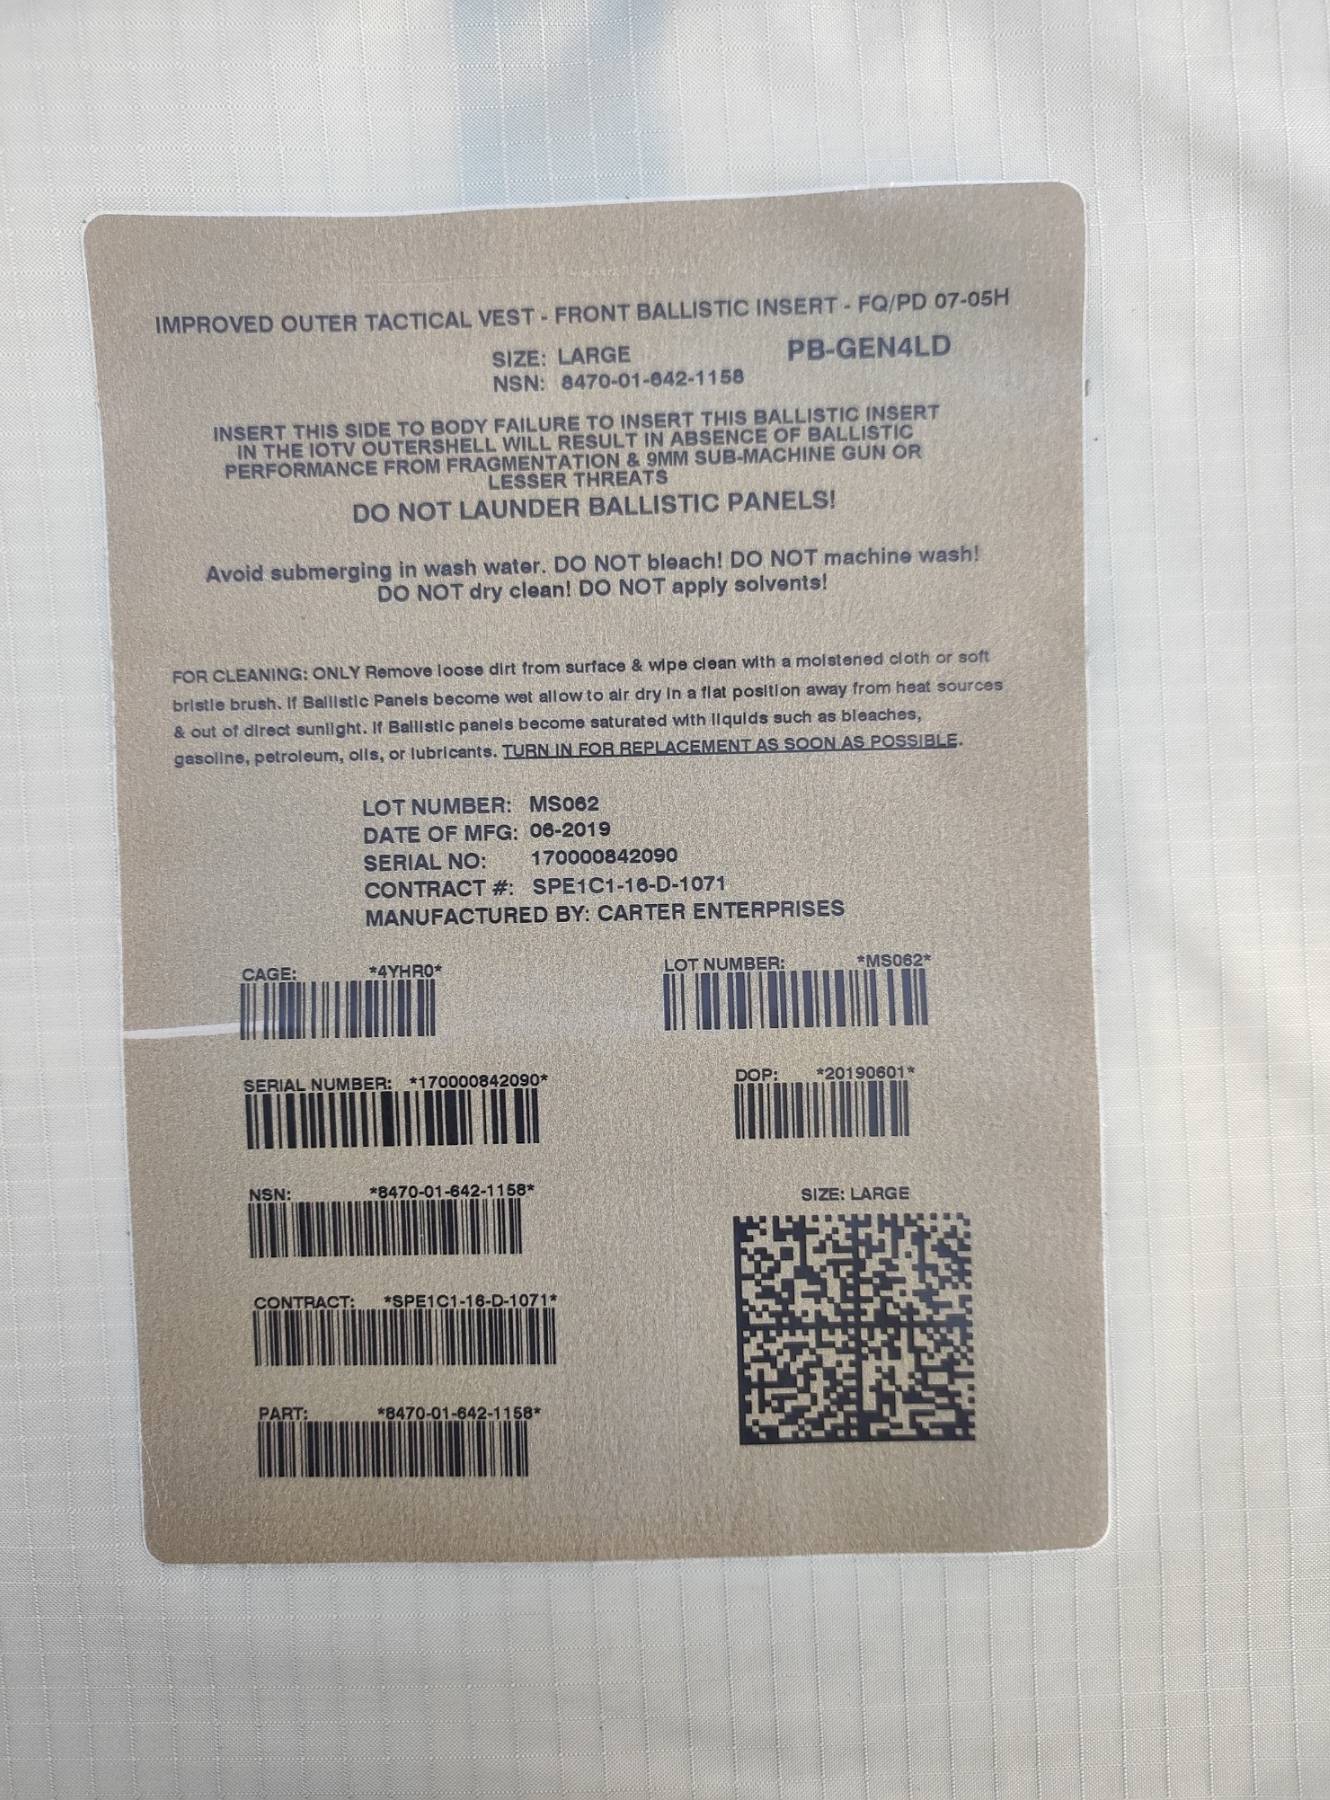 IMPROVED OUTER TACTICAL VEST - FRONT BALLISTIC INSERT - FQ/PD 07-05H
SIZE: LARGE PB-GEN4LD
NSN: 8470-01-642-1158
INSERT THIS SIDE TO BODY FAILURE TO INSERT THIS BALLISTIC INSERT
IN THE IOTV OUTERSHELL WILL RESULT IN ABSENCE OF BALLISTIC
PERFORMANCE FROM FRAGMENTATION & 9MM SUB-MACHINE GUN OR
LESSER THREATS
DO NOT LAUNDER BALLISTIC PANELS!
Avoid submerging in wash water. DO NOT bleach! DO NOT machine wash!
DO NOT dry clean! DO NOT apply solvents!
FOR CLEANING: ONLY Remove loose dirt from surface & wipe clean with a moistened cloth or soft
bristle brush. If Ballistic Panels become wet allow to air dry in a flat position away from heat sources
& out of direct sunlight. If Ballistic panels become saturated with liquids such as bleaches,
gasoline, petroleum, oils, or lubricants. TURN IN FOR REPLACEMENT AS SOON AS POSSIBLE.
LOT NUMBER: MS062
DATE OF MFG: 06-2019
SERIAL NO: 170000842090
CONTRACT #: SPE1C1-16-D-1071
MANUFACTURED BY: CARTER ENTERPRISES
CAGE: *4YHR0*
LOT NUMBER: *MS062*
SERIAL NUMBER: *170000842090*
DOP: *20190601*
NSN: *8470-01-642-1158*
SIZE: LARGE
CONTRACT: *SPE1C1-16-D-1071*
PART: *8470-01-642-1158*